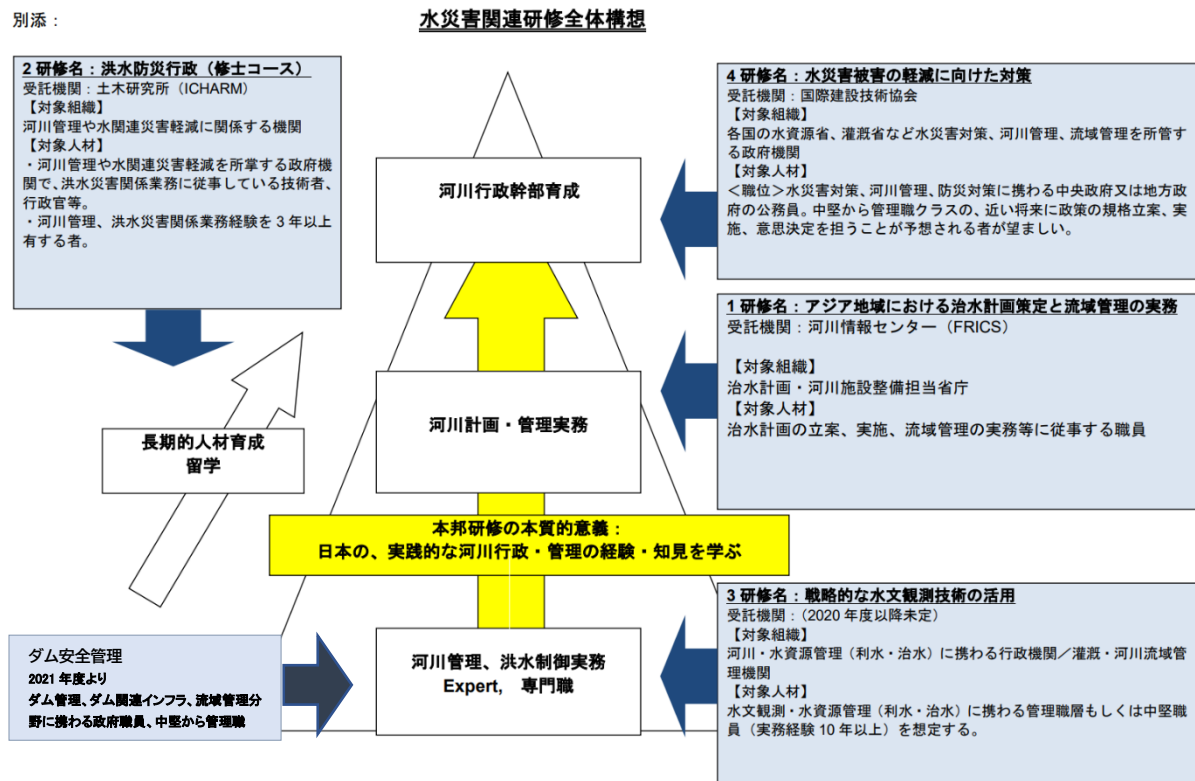 別添：
水災害関連研修全体構想
2 研修名：洪水防災行政（修士コース）
受託機関：土木研究所（ICHARM）
【対象組織】
河川管理や水関連災害軽減に関係する機関
【対象人材】
・河川管理や水関連災害軽減を所掌する政府機
関で、洪水災害関係業務に従事している技術者、
行政官等。
・河川管理、洪水災害関係業務経験を 3 年以上
有する者。
長期的人材育成
留学
ダム安全管理
2021 年度より
ダム管理、ダム関連インフラ、流域管理分
野に携わる政府職員、中堅から管理職
河川行政幹部育成
河川計画・管理実務
本邦研修の本質的意義：
日本の、実践的な河川行政・管理の経験・知見を学ぶ
河川管理、洪水制御実務
Expert, 専門職
4 研修名：水災害被害の軽減に向けた対策
受託機関：国際建設技術協会
【対象組織】
各国の水資源省、灌漑省など水災害対策、河川管理、流域管理を所管す
る政府機関
【対象人材】
＜職位＞水災害対策、河川管理、防災対策に携わる中央政府又は地方政
府の公務員。中堅から管理職クラスの、近い将来に政策の規格立案、実
施、意思決定を担うことが予想される者が望ましい。
1 研修名：アジア地域における治水計画策定と流域管理の実務
受託機関：河川情報センター（FRICS）
【対象組織】
治水計画・河川施設整備担当省庁
【対象人材】
治水計画の立案、実施、流域管理の実務等に従事する職員
3 研修名：戦略的な水文観測技術の活用
受託機関：（2020 年度以降未定）
【対象組織】
河川・水資源管理（利水・治水）に携わる行政機関／灌漑・河川流域管
理機関
【対象人材】
水文観測・水資源管理（利水・治水）に携わる管理職層もしくは中堅職
員（実務経験 10 年以上）を想定する。